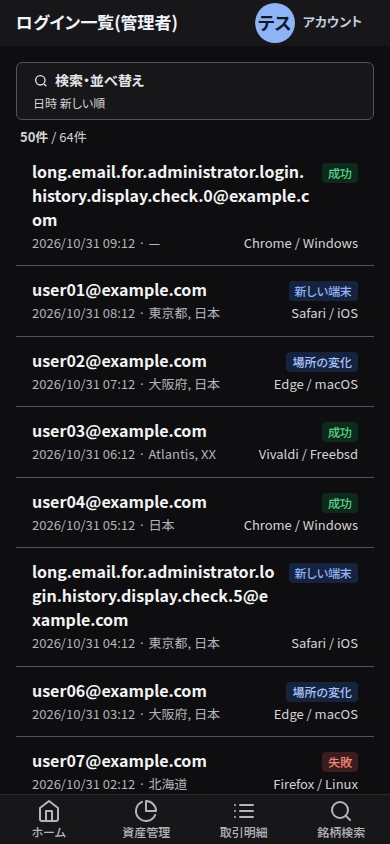 ログイン一覧(管理者)
テス アカウント
検索・並べ替え
日時 新しい順
50件 / 64件
long.email.for.administrator.login. 成功
history.display.check.0@example.c
om
2026/10/31 09:12 · — Chrome / Windows
user01@example.com 新しい端末
2026/10/31 08:12 · 東京都, 日本 Safari / iOS
user02@example.com 場所の変化
2026/10/31 07:12 · 大阪府, 日本 Edge / macOS
user03@example.com 成功
2026/10/31 06:12 · Atlantis, XX Vivaldi / Freebsd
user04@example.com 成功
2026/10/31 05:12 · 日本 Chrome / Windows
long.email.for.administrator.lo 新しい端末
gin.history.display.check.5@e
xample.com
2026/10/31 04:12 · 東京都, 日本 Safari / iOS
user06@example.com 場所の変化
2026/10/31 03:12 · 大阪府, 日本 Edge / macOS
user07@example.com 失敗
2026/10/31 02:12 · 北海道 Firefox / Linux
ホーム 資産管理 取引明細 銘柄検索